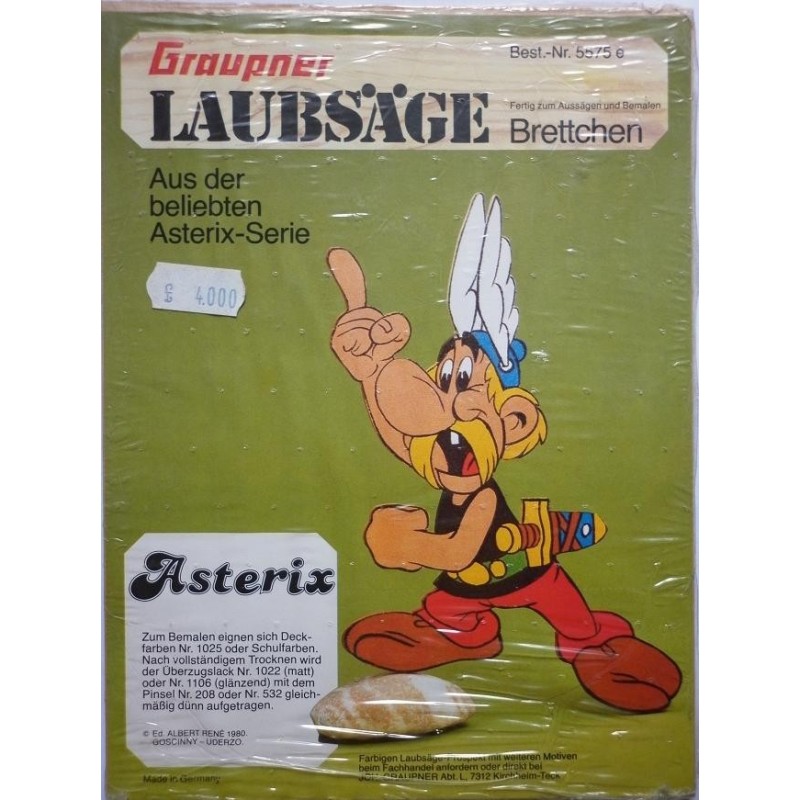 Graupner
LAUBSÄGE
Best.-Nr. 5575 e
Fertig zum Aussägen und Bemalen
Brettchen
Aus der
beliebten
Asterix-Serie
£ 4.000
Asterix
Zum Bemalen eignen sich Deck-
farben Nr. 1025 oder Schulfarben.
Nach vollständigem Trocknen wird
der Überzugslack Nr. 1022 (matt)
oder Nr. 1106 (glänzend) mit dem
Pinsel Nr. 208 oder Nr. 532 gleich-
mäßig dünn aufgetragen.
© Ed. ALBERT RENÉ 1980.
GOSCINNY – UDERZO
Made in Germany
Farbigen Laubsäge-Prospekt mit weiteren Motiven
beim Fachhandel anfordern oder direkt bei
JOH. GRAUPNER Abt. L, 7312 Kirchheim-Teck